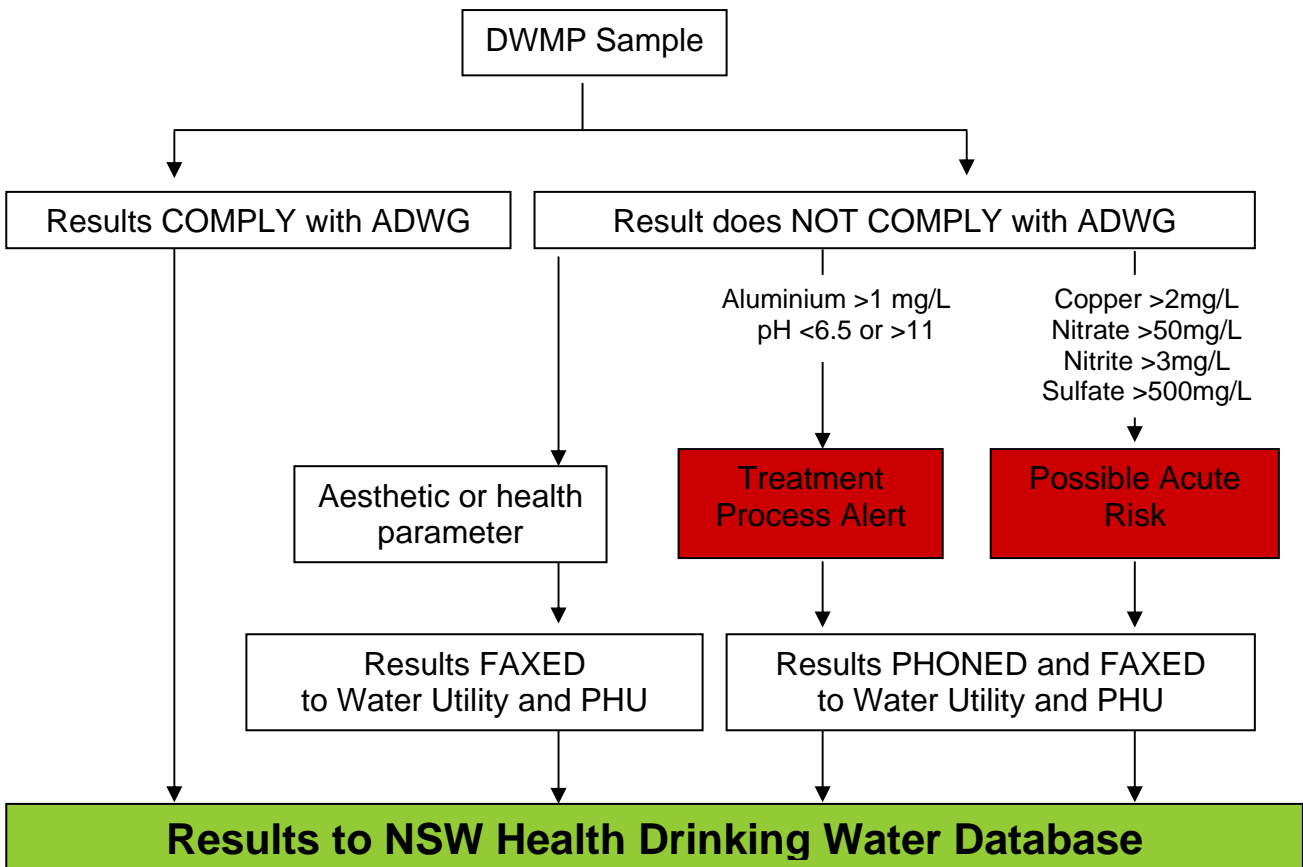 DWMP Sample
Results COMPLY with ADWG
Result does NOT COMPLY with ADWG
Aluminium >1 mg/L
pH <6.5 or >11
Copper >2mg/L
Nitrate >50mg/L
Nitrite >3mg/L
Sulfate >500mg/L
Aesthetic or health
parameter
Treatment
Process Alert
Possible Acute
Risk
Results FAXED
to Water Utility and PHU
Results PHONED and FAXED
to Water Utility and PHU
Results to NSW Health Drinking Water Database